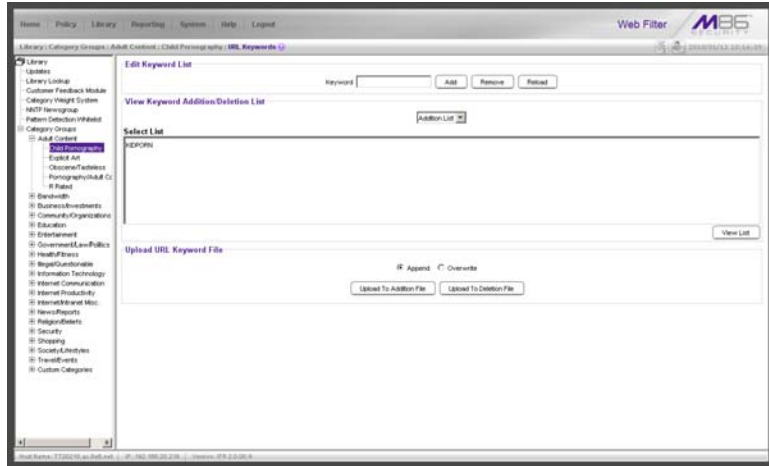 Home Policy Library Reporting System Help Logout
Web Filter M86 SECURITY
Library : Category Groups : Adult Content : Child Pornography : URL Keywords
Library
Updates
Library Lookup
Customer Feedback Module
Category Weight System
NNTP Newsgroup
Pattern Detection Whitelist
Category Groups
Adult Content
Child Pornography
Explicit Art
Obscene/Tasteless
Pornography/Adult Co
R Rated
Bandwidth
Business/Investments
Community/Organizations
Education
Entertainment
Government/Law/Politics
Health/Fitness
Illegal/Questionable
Information Technology
Internet Communication
Internet Productivity
Internet/Intranet Misc.
News/Reports
Religion/Beliefs
Security
Shopping
Society/Lifestyles
Travel/Events
Custom Categories
Edit Keyword List
Keyword Add Remove Reload
View Keyword Addition/Deletion List
Addition List
Select List
KIDPORN
View List
Upload URL Keyword File
Append Overwrite
Upload To Addition File Upload To Deletion File
Host Name: IP: Version: